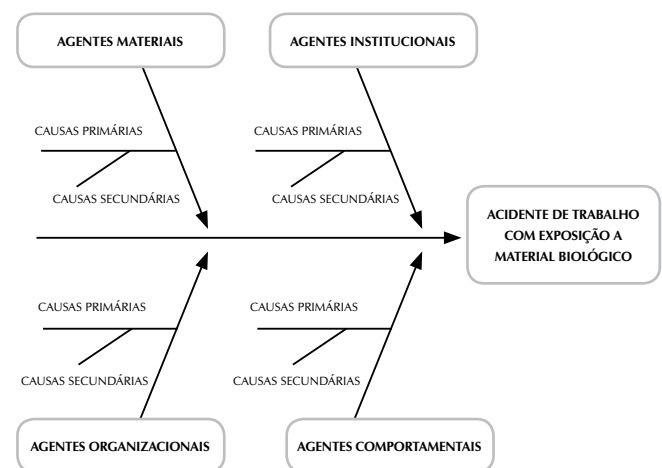 AGENTES MATERIAIS
AGENTES INSTITUCIONAIS
CAUSAS PRIMÁRIAS
CAUSAS PRIMÁRIAS
CAUSAS SECUNDÁRIAS
CAUSAS SECUNDÁRIAS
ACIDENTE DE TRABALHO
COM EXPOSIÇÃO A
MATERIAL BIOLÓGICO
CAUSAS PRIMÁRIAS
CAUSAS PRIMÁRIAS
CAUSAS SECUNDÁRIAS
CAUSAS SECUNDÁRIAS
AGENTES ORGANIZACIONAIS
AGENTES COMPORTAMENTAIS